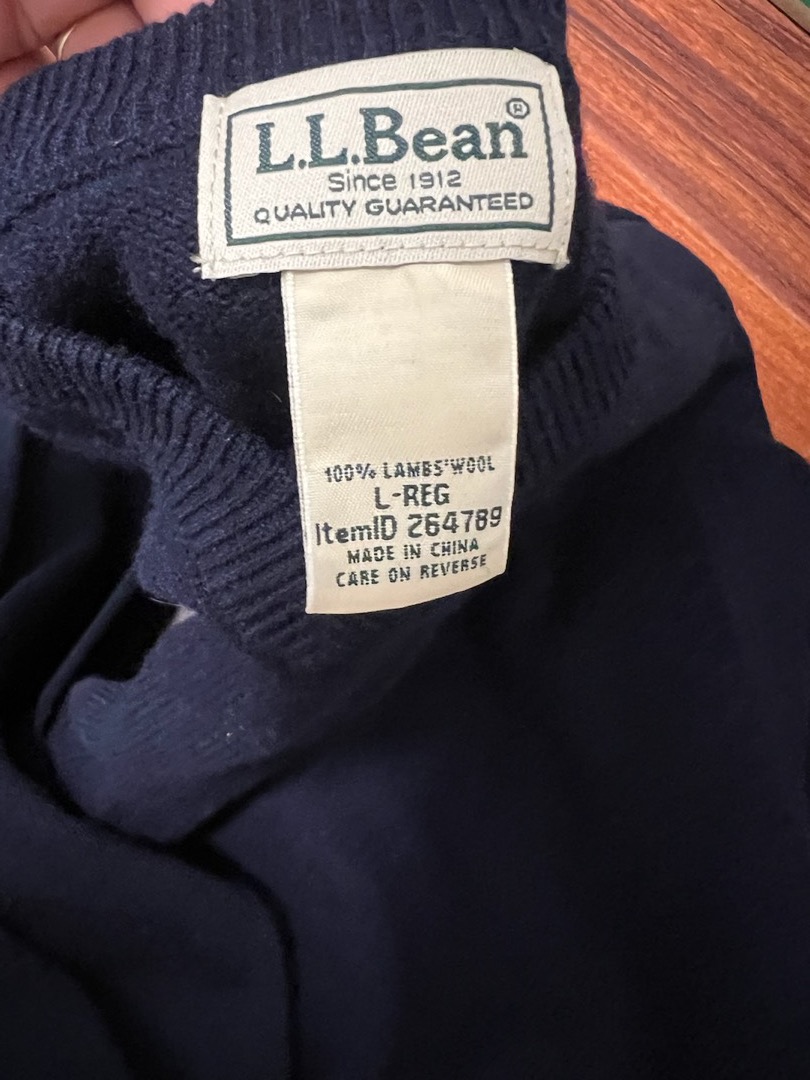 L.L.Bean®
Since 1912
QUALITY GUARANTEED
100% LAMBS'WOOL
L-REG
ItemID 264789
MADE IN CHINA
CARE ON REVERSE